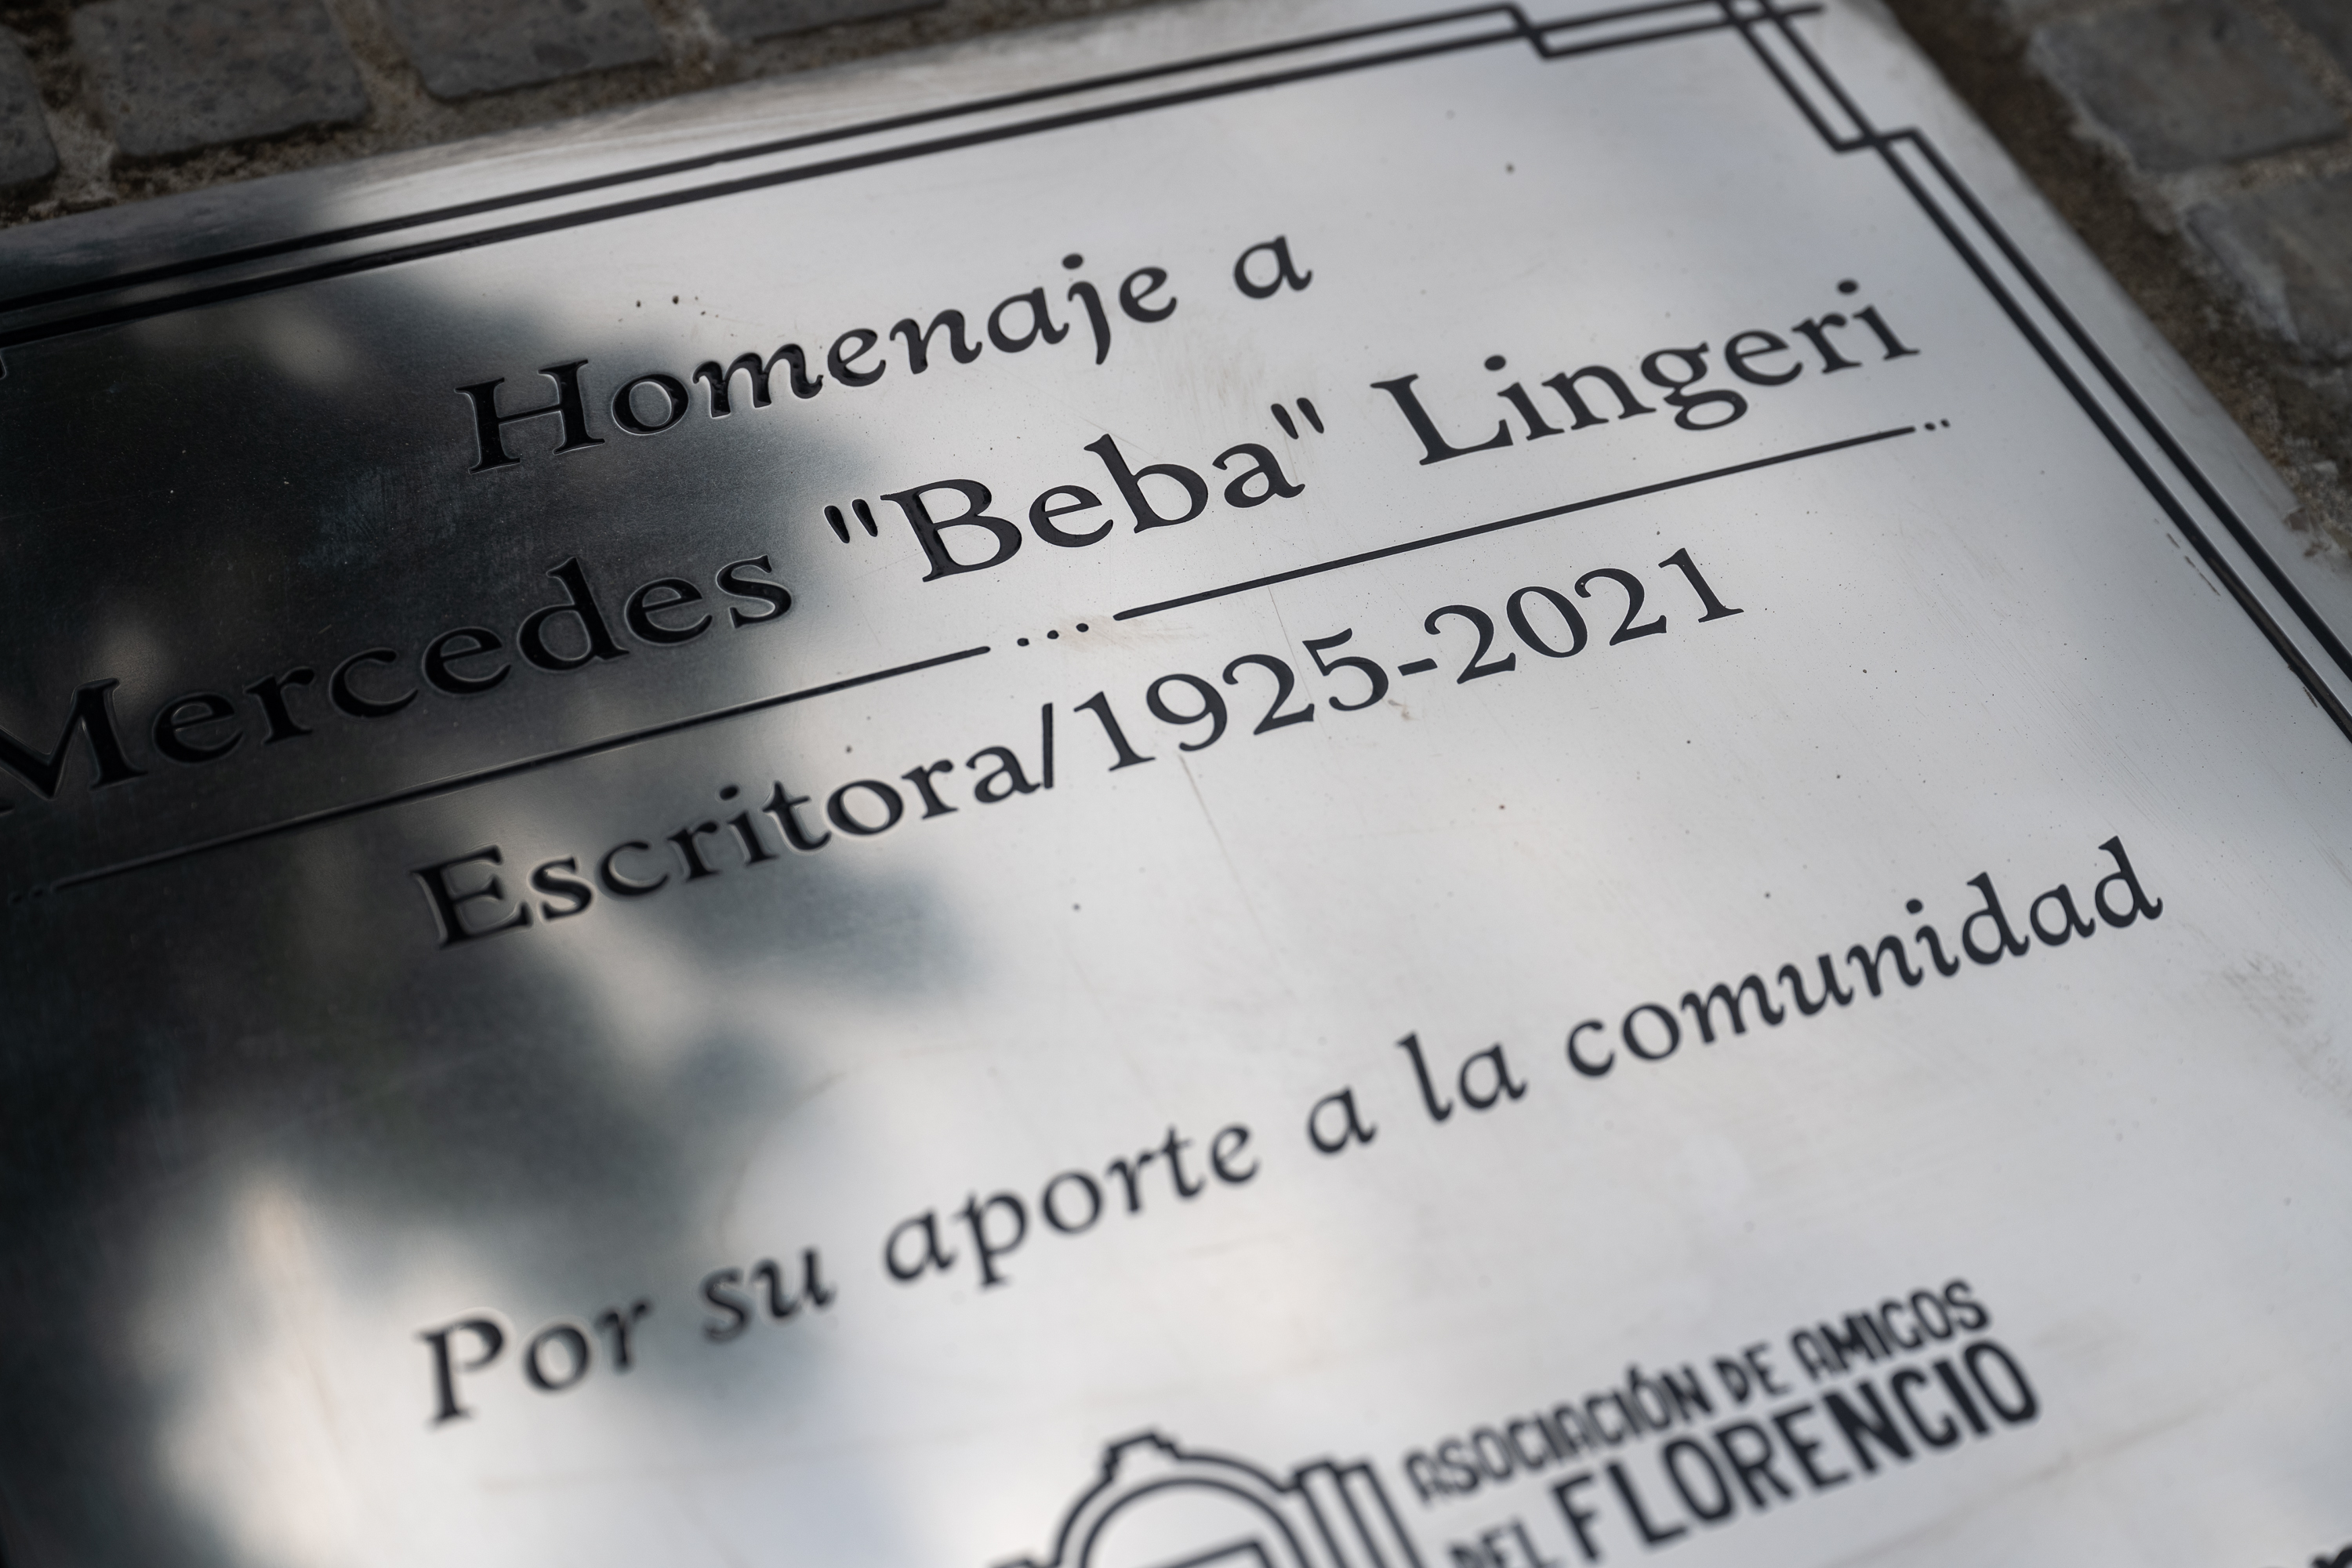 Homenaje a
Mercedes "Beba" Lingeri
Escritora/1925-2021
Por su aporte a la comunidad
ASOCIACIÓN DE AMIGOS
DEL FLORENCIO